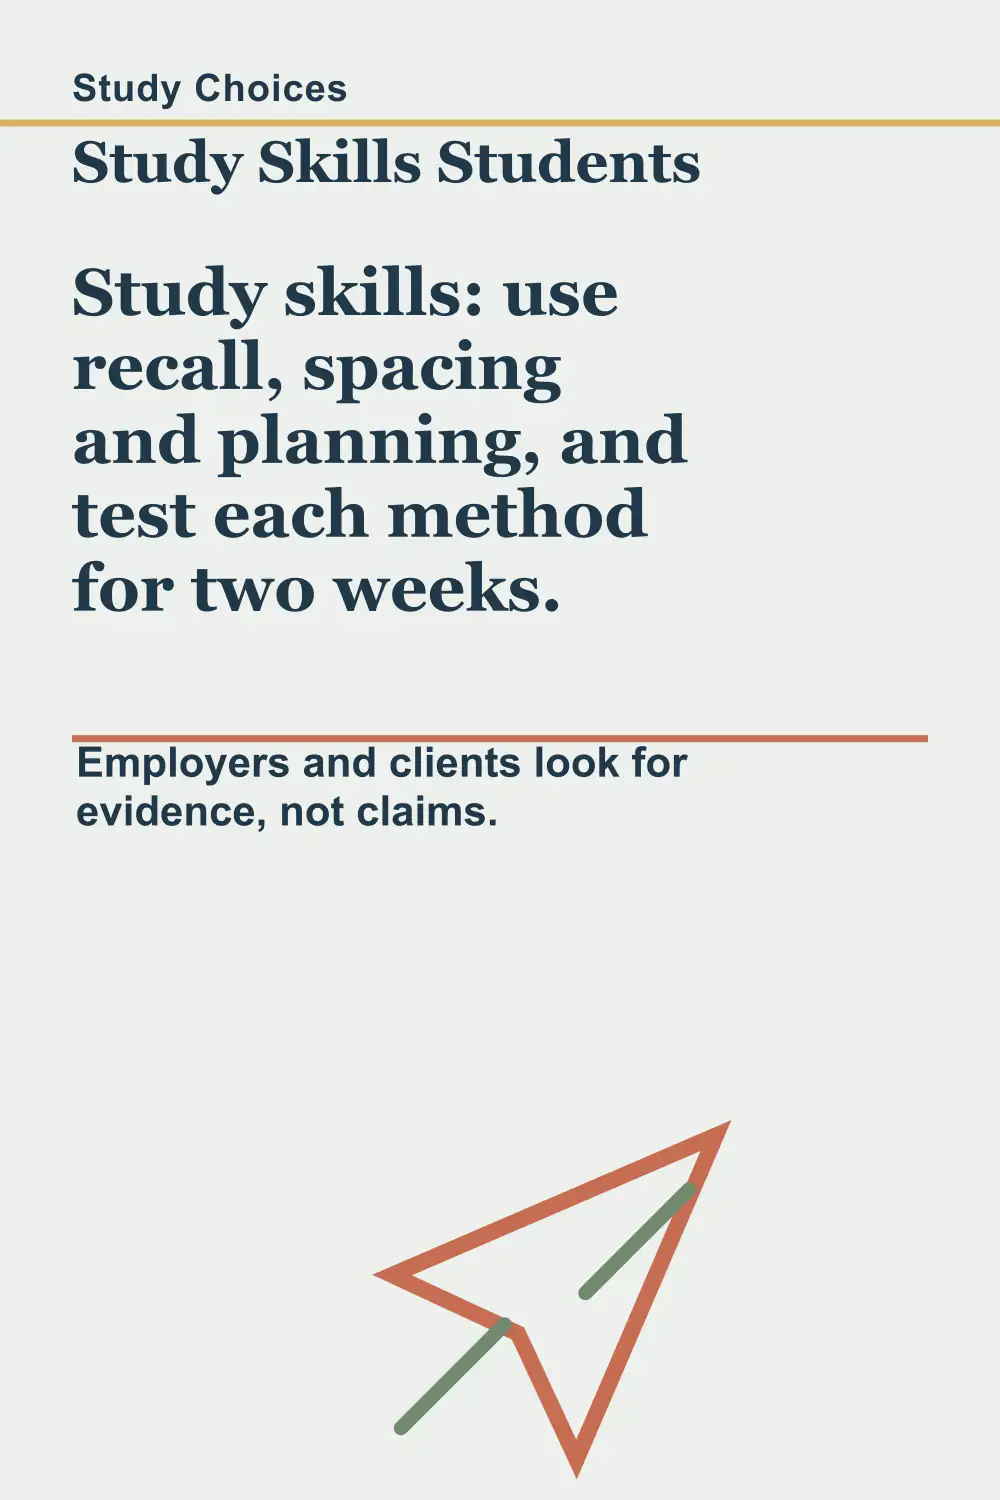 Study Choices
Study Skills Students
Study skills: use
recall, spacing
and planning, and
test each method
for two weeks.
Employers and clients look for
evidence, not claims.